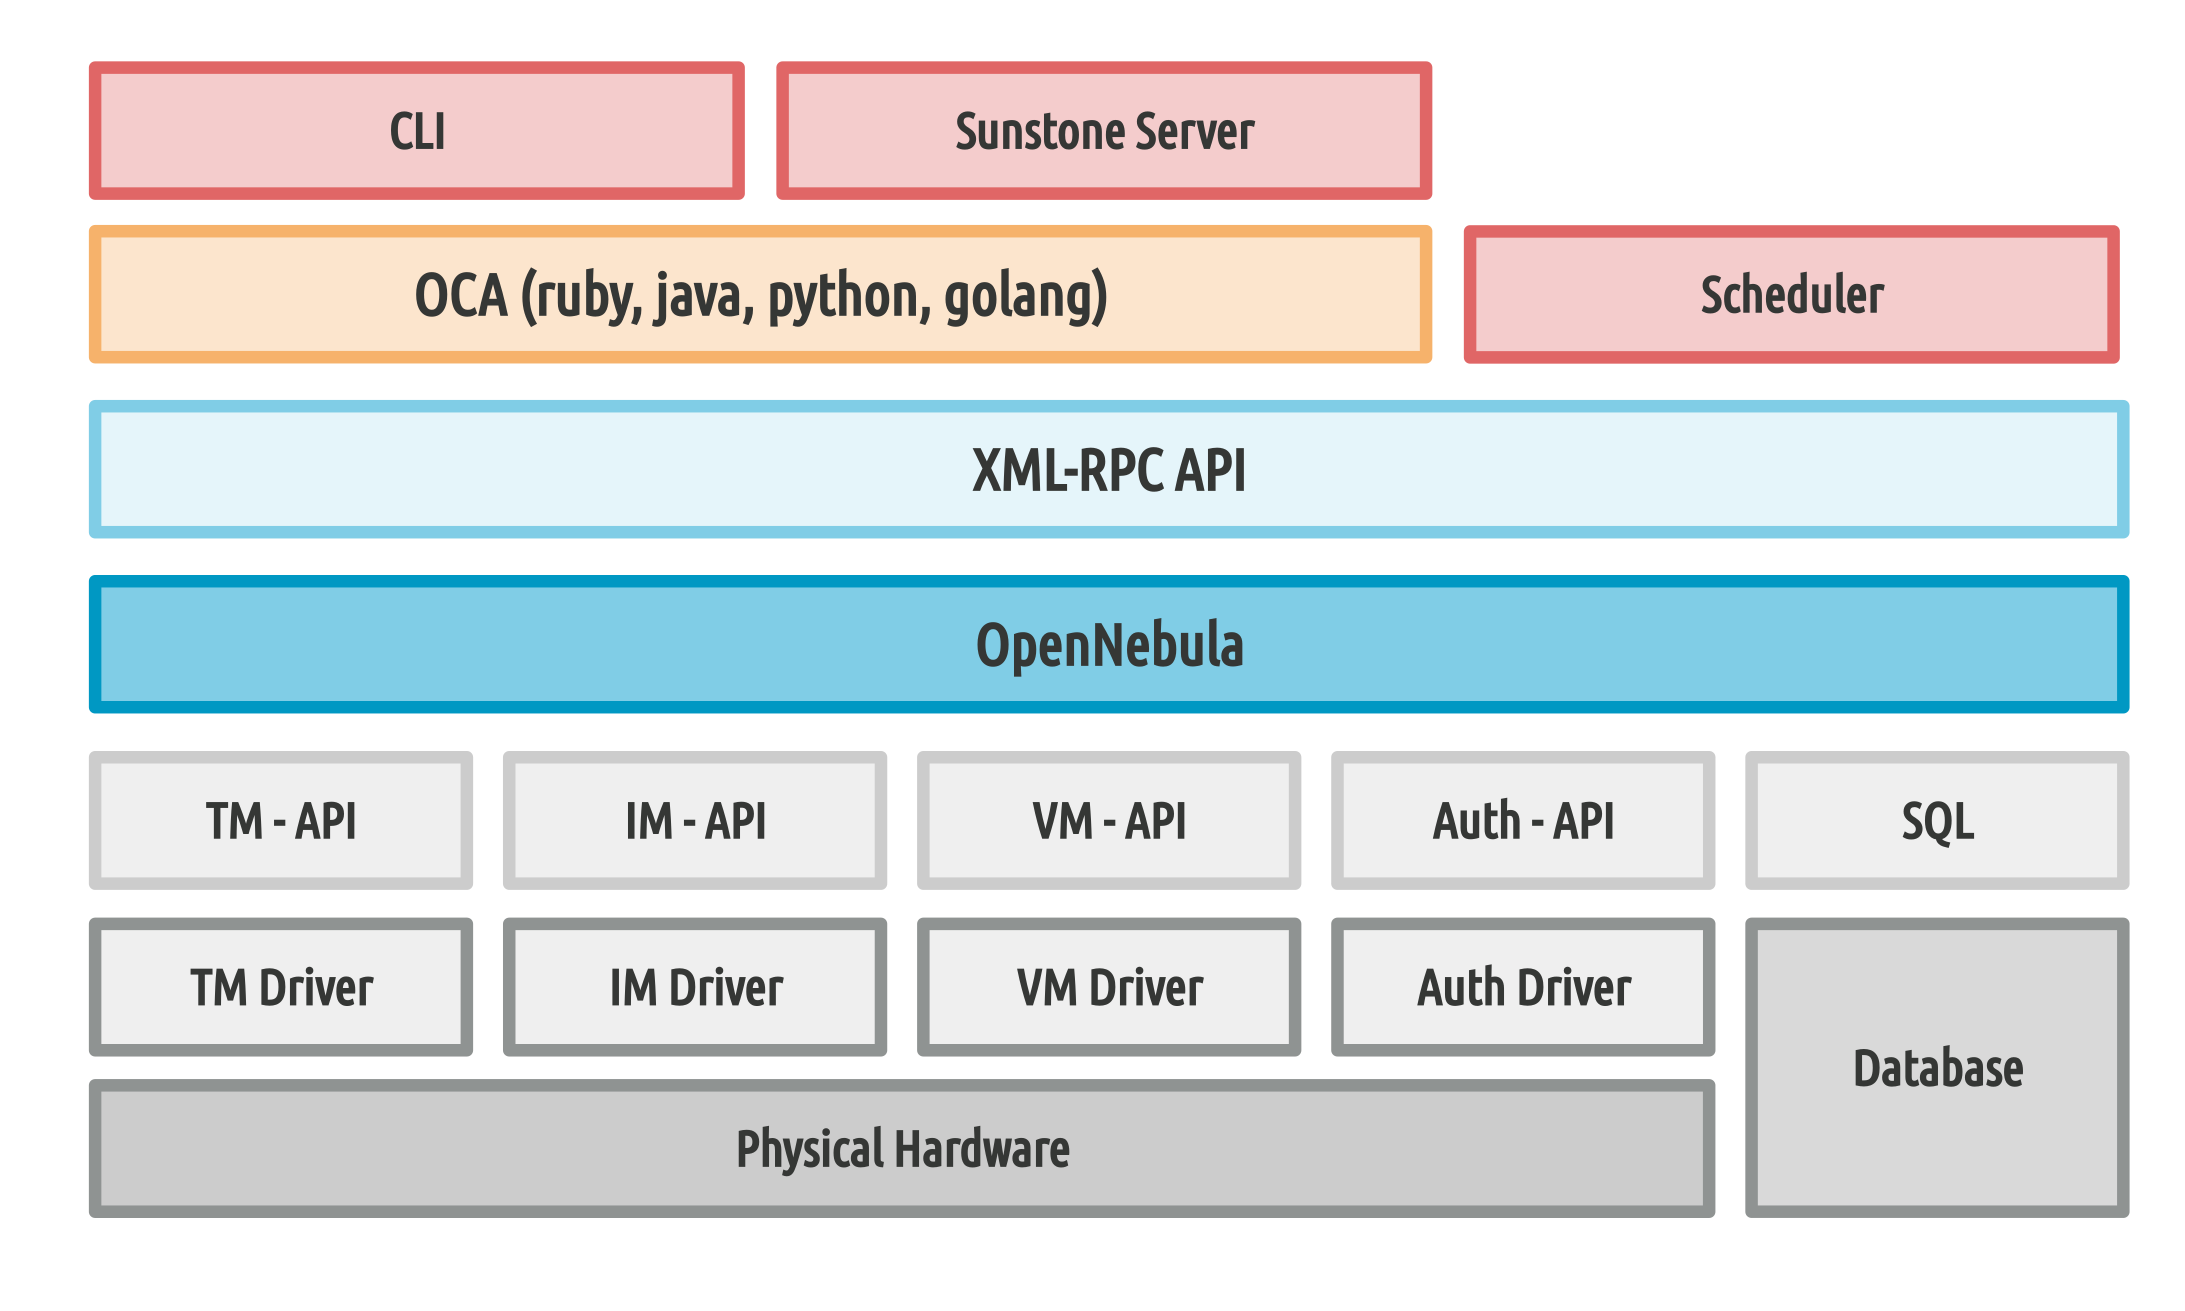 CLI
Sunstone Server
OCA (ruby, java, python, golang)
Scheduler
XML-RPC API
OpenNebula
TM - API
IM - API
VM - API
Auth - API
SQL
TM Driver
IM Driver
VM Driver
Auth Driver
Database
Physical Hardware